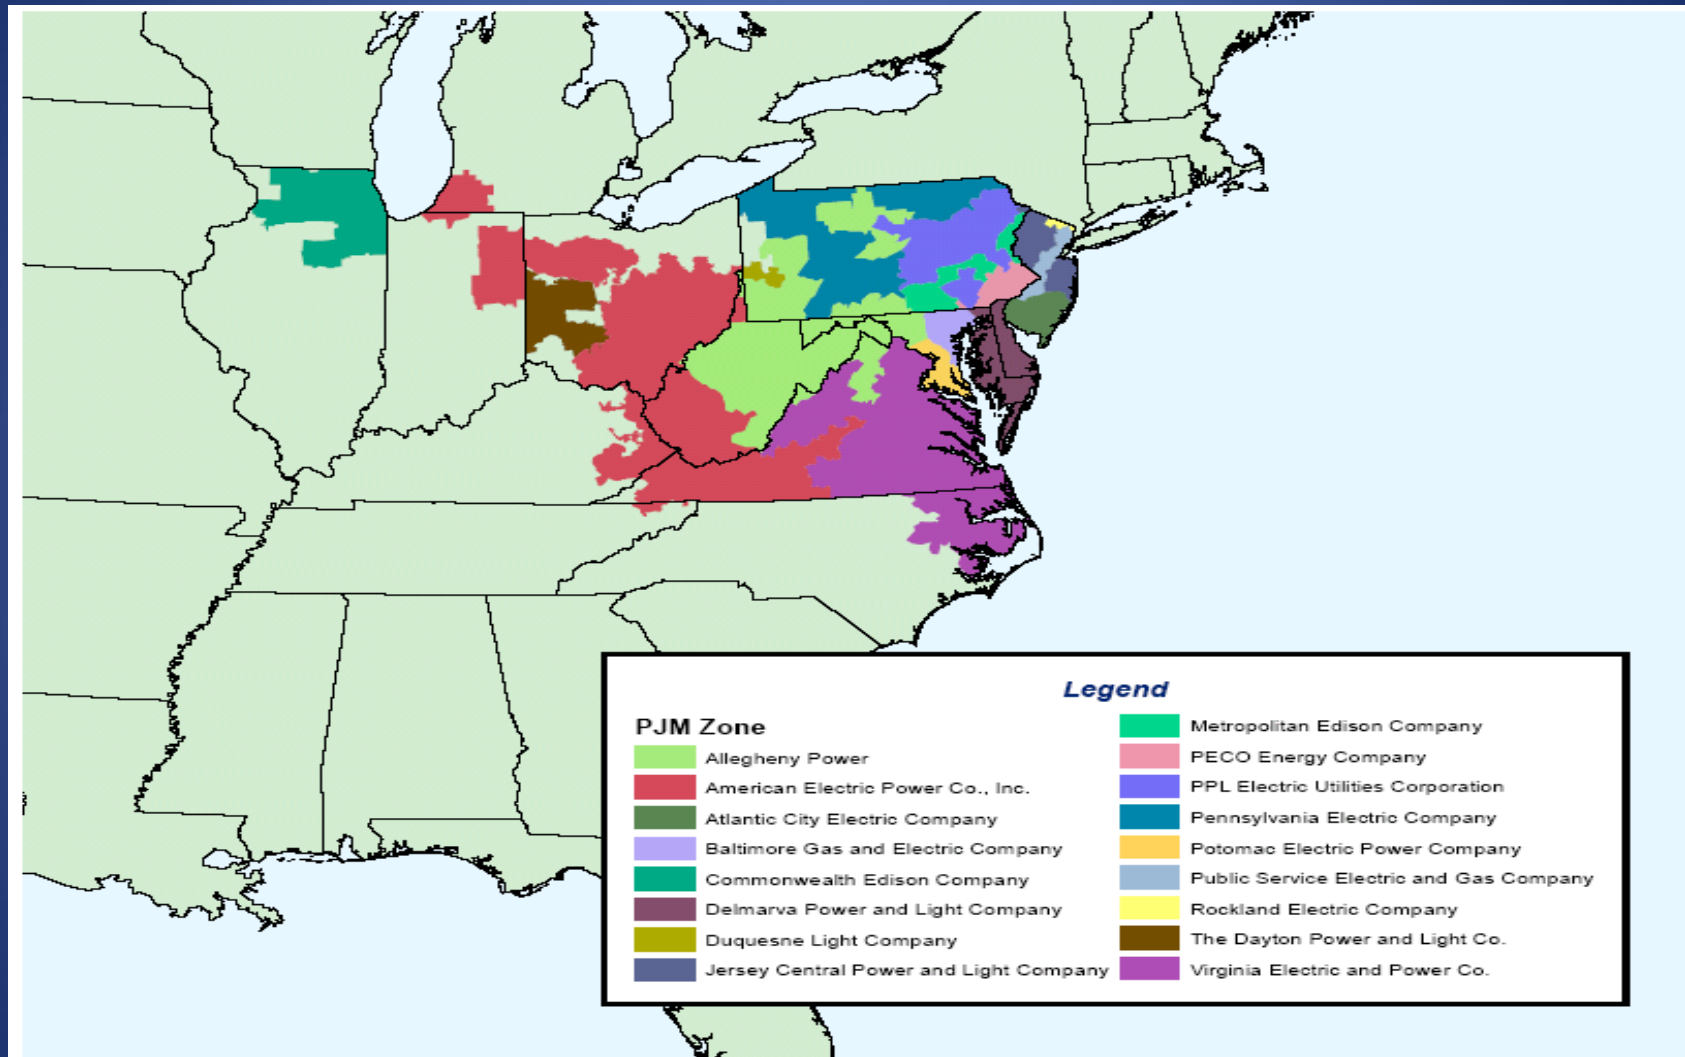 Legend
PJM Zone
Allegheny Power
American Electric Power Co., Inc.
Atlantic City Electric Company
Baltimore Gas and Electric Company
Commonwealth Edison Company
Delmarva Power and Light Company
Duquesne Light Company
Jersey Central Power and Light Company
Metropolitan Edison Company
PECO Energy Company
PPL Electric Utilities Corporation
Pennsylvania Electric Company
Potomac Electric Power Company
Public Service Electric and Gas Company
Rockland Electric Company
The Dayton Power and Light Co.
Virginia Electric and Power Co.